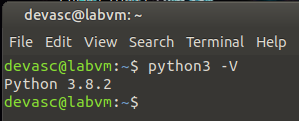 devasc@labvm: ~
File Edit View Search Terminal Help
devasc@labvm:~$ python3 -V
Python 3.8.2
devasc@labvm:~$